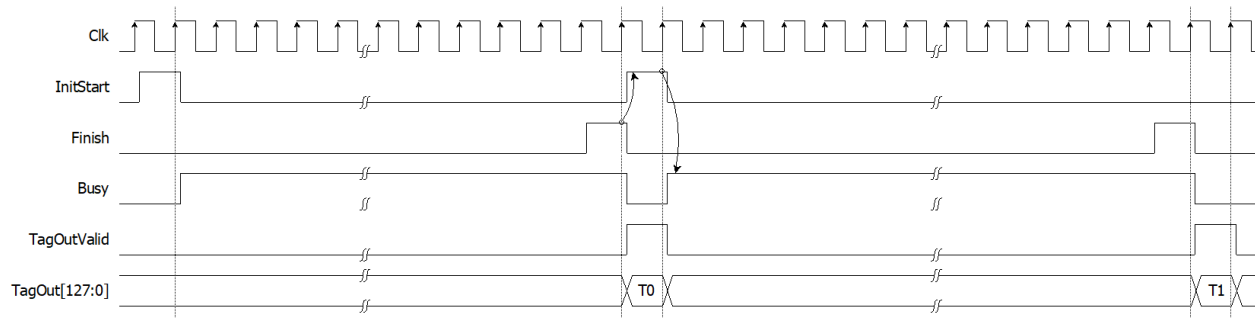 Clk
InitStart
Finish
Busy
TagOutValid
TagOut[127:0] T0 T1